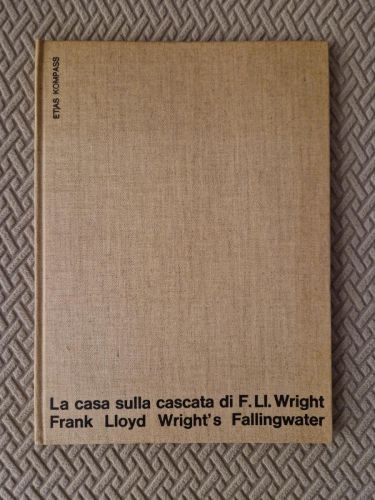 ETAS KOMPASS
La casa sulla cascata di F.Ll.Wright
Frank Lloyd Wright's Fallingwater